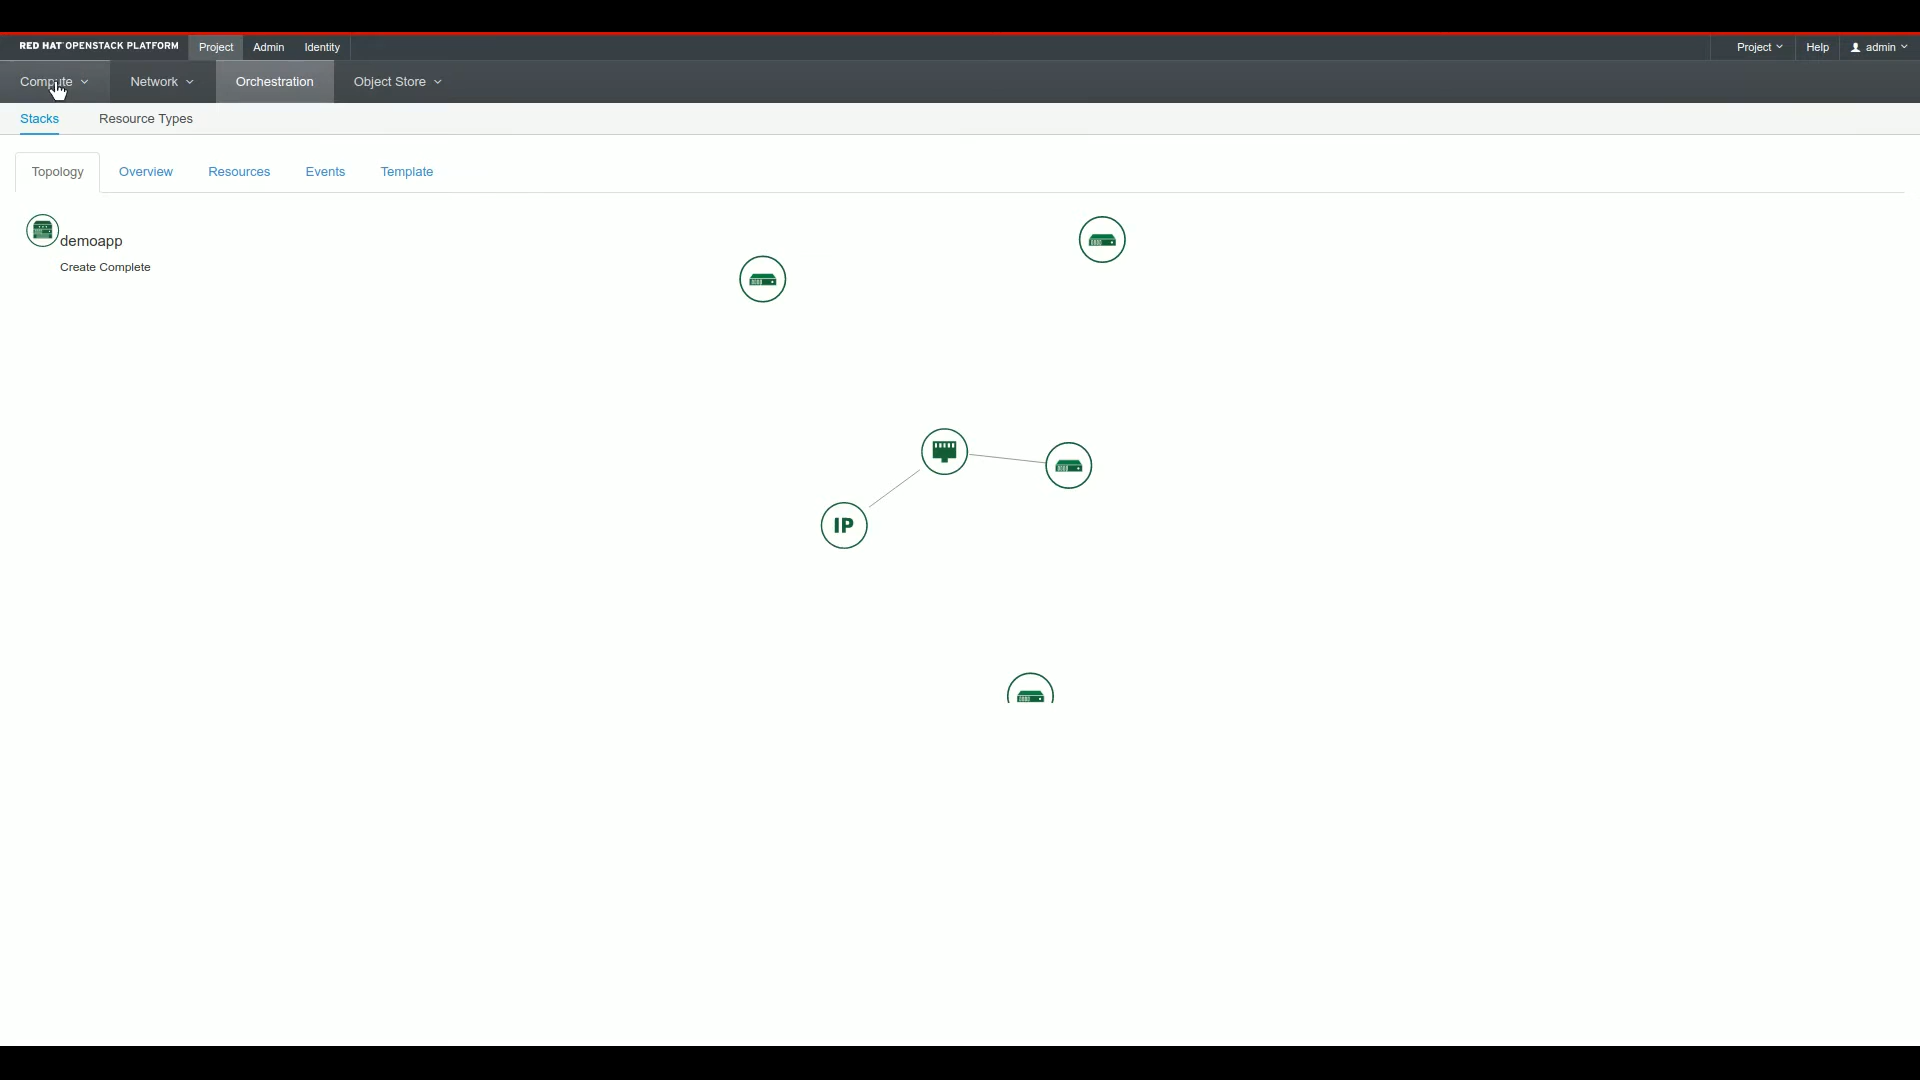 RED HAT OPENSTACK PLATFORM Project Admin Identity Project Help admin
Compute Network Orchestration Object Store
Stacks Resource Types
Topology Overview Resources Events Template
demoapp
Create Complete
IP